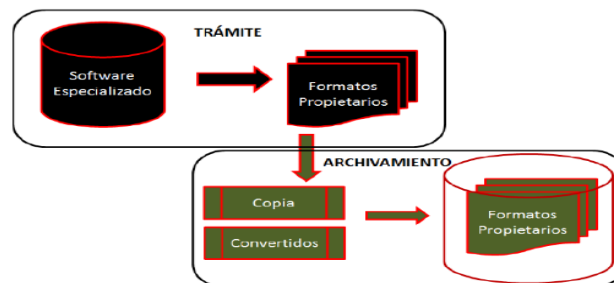 TRÁMITE
Software
Especializado
Formatos
Propietarios
ARCHIVAMIENTO
Copia
Convertidos
Formatos
Propietarios